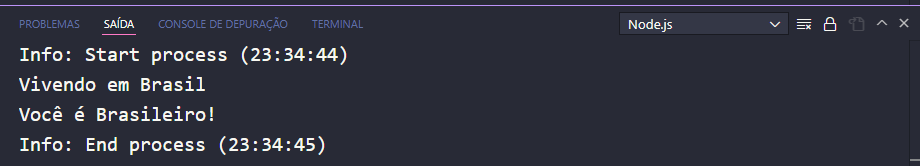 PROBLEMAS SAÍDA CONSOLE DE DEPURAÇÃO TERMINAL Node.js
Info: Start process (23:34:44)
Vivendo em Brasil
Você é Brasileiro!
Info: End process (23:34:45)